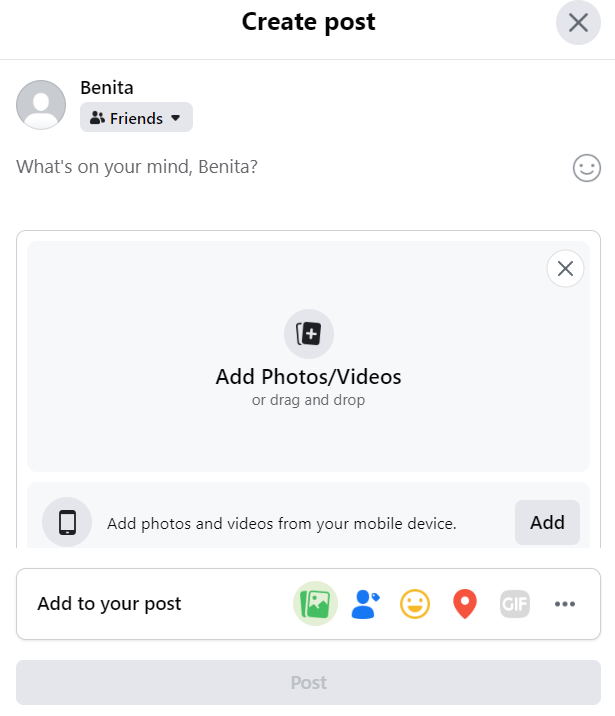 Create post
Benita
Friends
What's on your mind, Benita?
Add Photos/Videos
or drag and drop
Add photos and videos from your mobile device.
Add
Add to your post
GIF
Post